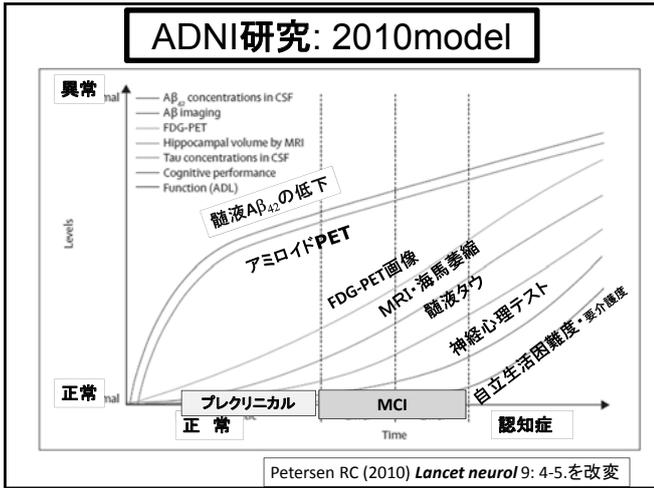 ADNI研究: 2010model
異常
mal
Aβ42 concentrations in CSF
Aβ imaging
FDG-PET
Hippocampal volume by MRI
Tau concentrations in CSF
Cognitive performance
Function (ADL)
髄液Aβ42の低下
アミロイドPET
FDG-PET画像
MRI・海馬萎縮
髄液タウ
神経心理テスト
自立生活困難度・要介護度
Levels
正常
mal
プレクリニカル
MCI
正 常
認知症
Time
Petersen RC (2010) Lancet neurol 9: 4-5.を改変